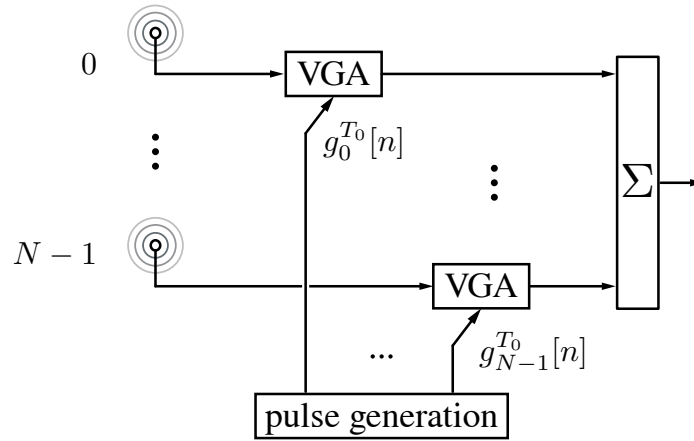 0
VGA
g_0^{T_0}[n]
⋮
⋮
Σ
N − 1
VGA
g_{N−1}^{T_0}[n]
...
pulse generation